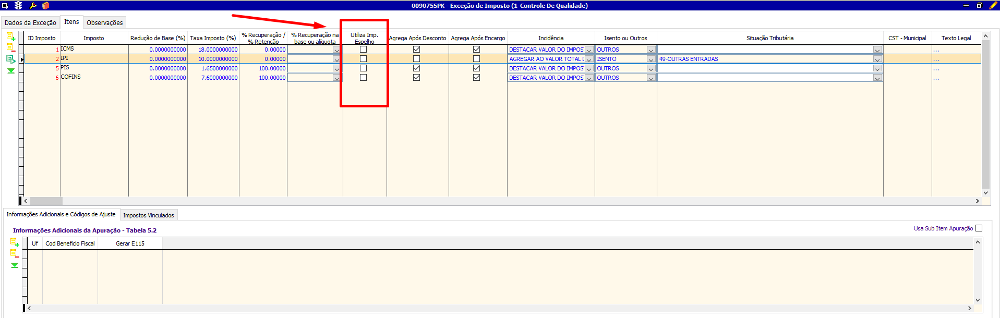 009075SPK - Exceção de Imposto (1-Controle De Qualidade)
Dados da Exceção Itens Observações
ID Imposto Imposto Redução de Base (%) Taxa Imposto (%) % Recuperação / % Retenção % Recuperação na base ou alíquota Utiliza Imp. Espelho Agrega Após Desconto Agrega Após Encargo Incidência Isento ou Outros Situação Tributária CST - Municipal Texto Legal
1 ICMS 0.0000000000 18.0000000000 0.00000 DESTACAR VALOR DO IMPOST OUTROS ...
2 IPI 0.0000000000 10.0000000000 0.00000 AGREGAR AO VALOR TOTAL D ISENTO 49-OUTRAS ENTRADAS ...
5 PIS 0.0000000000 1.6500000000 100.00000 DESTACAR VALOR DO IMPOST OUTROS ...
6 COFINS 0.0000000000 7.6000000000 100.00000 DESTACAR VALOR DO IMPOST OUTROS ...
Informações Adicionais e Códigos de Ajuste Impostos Vinculados
Informações Adicionais da Apuração - Tabela 5.2
Usa Sub Item Apuração
Uf Cod Beneficio Fiscal Gerar E115